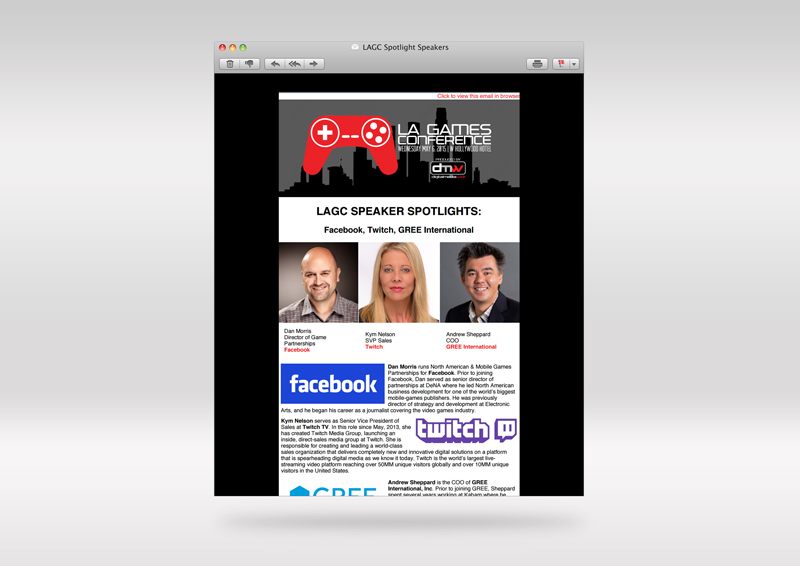 LAGC Spotlight Speakers
Click to view this email in browser
LA GAMES
CONFERENCE
WEDNESDAY MAY 6, 2015 | W HOLLYWOOD HOTEL
PRESENTED BY
dmw
LAGC SPEAKER SPOTLIGHTS:
Facebook, Twitch, GREE International
Dan Morris
Director of Game
Partnerships
Facebook
Kym Nelson
SVP Sales
Twitch
Andrew Sheppard
COO
GREE International
facebook
Dan Morris runs North American & Mobile Games
Partnerships for Facebook. Prior to joining
Facebook, Dan served as senior director of
partnerships at DeNA where he led North American
business development for one of the world's biggest
mobile-games publishers. He was previously
director of strategy and development at Electronic
Arts, and he began his career as a journalist covering the video games industry.
Kym Nelson serves as Senior Vice President of
Sales at Twitch TV. In this role since May, 2013, she
has created Twitch Media Group, launching an
inside, direct-sales media group at Twitch. She is
responsible for creating and leading a world-class
sales organization that delivers completely new and innovative digital solutions on a platform
that is spearheading digital media as we know it today. Twitch is the world's largest live-
streaming video platform reaching over 50MM unique visitors globally and over 10MM unique
visitors in the United States.
twitch
GREE
Andrew Sheppard is the COO of GREE
International, Inc. Prior to joining GREE, Sheppard
spent several years working at Kabam where he